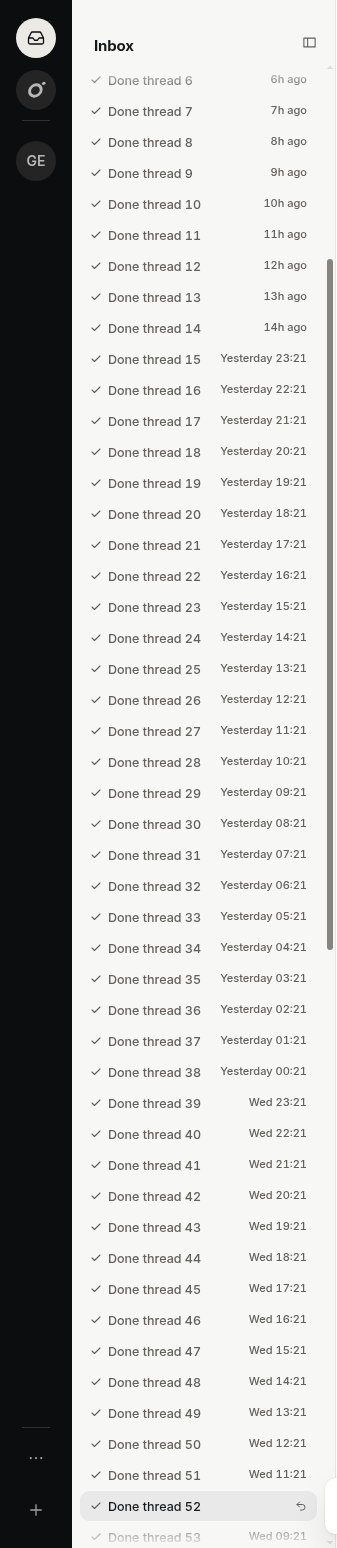 Inbox
GE
Done thread 6 6h ago
Done thread 7 7h ago
Done thread 8 8h ago
Done thread 9 9h ago
Done thread 10 10h ago
Done thread 11 11h ago
Done thread 12 12h ago
Done thread 13 13h ago
Done thread 14 14h ago
Done thread 15 Yesterday 23:21
Done thread 16 Yesterday 22:21
Done thread 17 Yesterday 21:21
Done thread 18 Yesterday 20:21
Done thread 19 Yesterday 19:21
Done thread 20 Yesterday 18:21
Done thread 21 Yesterday 17:21
Done thread 22 Yesterday 16:21
Done thread 23 Yesterday 15:21
Done thread 24 Yesterday 14:21
Done thread 25 Yesterday 13:21
Done thread 26 Yesterday 12:21
Done thread 27 Yesterday 11:21
Done thread 28 Yesterday 10:21
Done thread 29 Yesterday 09:21
Done thread 30 Yesterday 08:21
Done thread 31 Yesterday 07:21
Done thread 32 Yesterday 06:21
Done thread 33 Yesterday 05:21
Done thread 34 Yesterday 04:21
Done thread 35 Yesterday 03:21
Done thread 36 Yesterday 02:21
Done thread 37 Yesterday 01:21
Done thread 38 Yesterday 00:21
Done thread 39 Wed 23:21
Done thread 40 Wed 22:21
Done thread 41 Wed 21:21
Done thread 42 Wed 20:21
Done thread 43 Wed 19:21
Done thread 44 Wed 18:21
Done thread 45 Wed 17:21
Done thread 46 Wed 16:21
Done thread 47 Wed 15:21
Done thread 48 Wed 14:21
Done thread 49 Wed 13:21
Done thread 50 Wed 12:21
Done thread 51 Wed 11:21
Done thread 52
Done thread 53 Wed 09:21